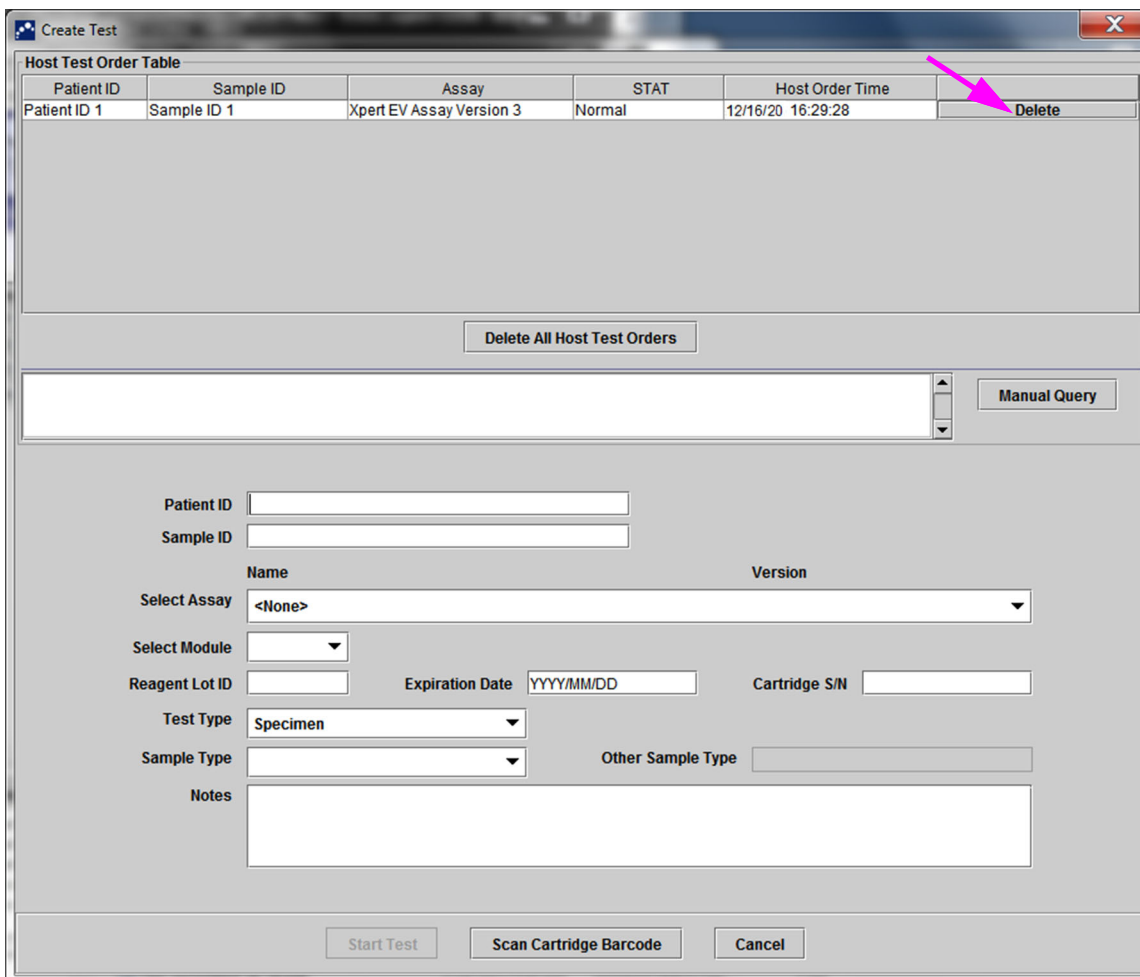 Create Test
Host Test Order Table
Patient ID Sample ID Assay STAT Host Order Time
Patient ID 1 Sample ID 1 Xpert EV Assay Version 3 Normal 12/16/20 16:29:28 Delete
Delete All Host Test Orders
Manual Query
Patient ID
Sample ID
Name Version
Select Assay <None>
Select Module
Reagent Lot ID Expiration Date YYYY/MM/DD Cartridge S/N
Test Type Specimen
Sample Type Other Sample Type
Notes
Start Test Scan Cartridge Barcode Cancel